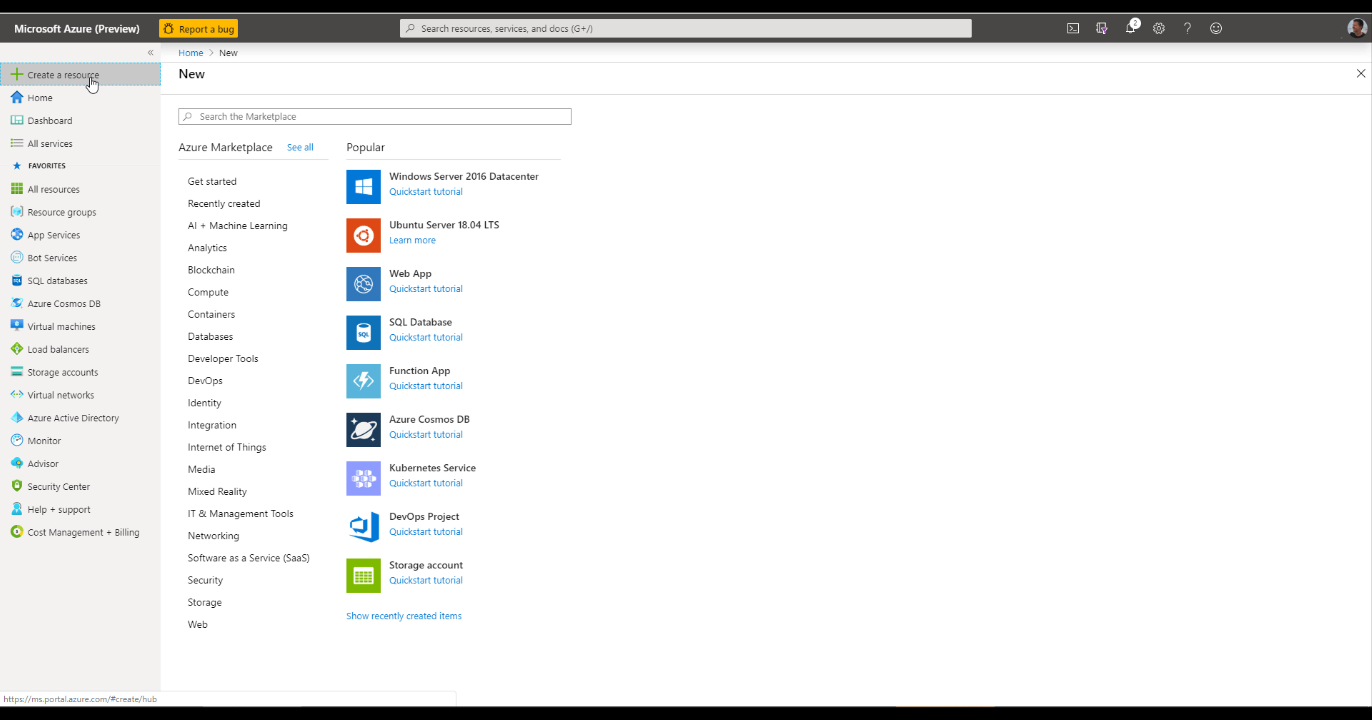 Microsoft Azure (Preview)
Report a bug
Search resources, services, and docs (G+/)
2
?
«
Create a resource
Home
Dashboard
All services
FAVORITES
All resources
Resource groups
App Services
Bot Services
SQL databases
Azure Cosmos DB
Virtual machines
Load balancers
Storage accounts
Virtual networks
Azure Active Directory
Monitor
Advisor
Security Center
Help + support
Cost Management + Billing
Home > New
New
Search the Marketplace
Azure Marketplace See all
Get started
Recently created
AI + Machine Learning
Analytics
Blockchain
Compute
Containers
Databases
Developer Tools
DevOps
Identity
Integration
Internet of Things
Media
Mixed Reality
IT & Management Tools
Networking
Software as a Service (SaaS)
Security
Storage
Web
Popular
Windows Server 2016 Datacenter
Quickstart tutorial
Ubuntu Server 18.04 LTS
Learn more
Web App
Quickstart tutorial
SQL
SQL Database
Quickstart tutorial
Function App
Quickstart tutorial
Azure Cosmos DB
Quickstart tutorial
Kubernetes Service
Quickstart tutorial
DevOps Project
Quickstart tutorial
Storage account
Quickstart tutorial
Show recently created items
https://ms.portal.azure.com/#create/hub